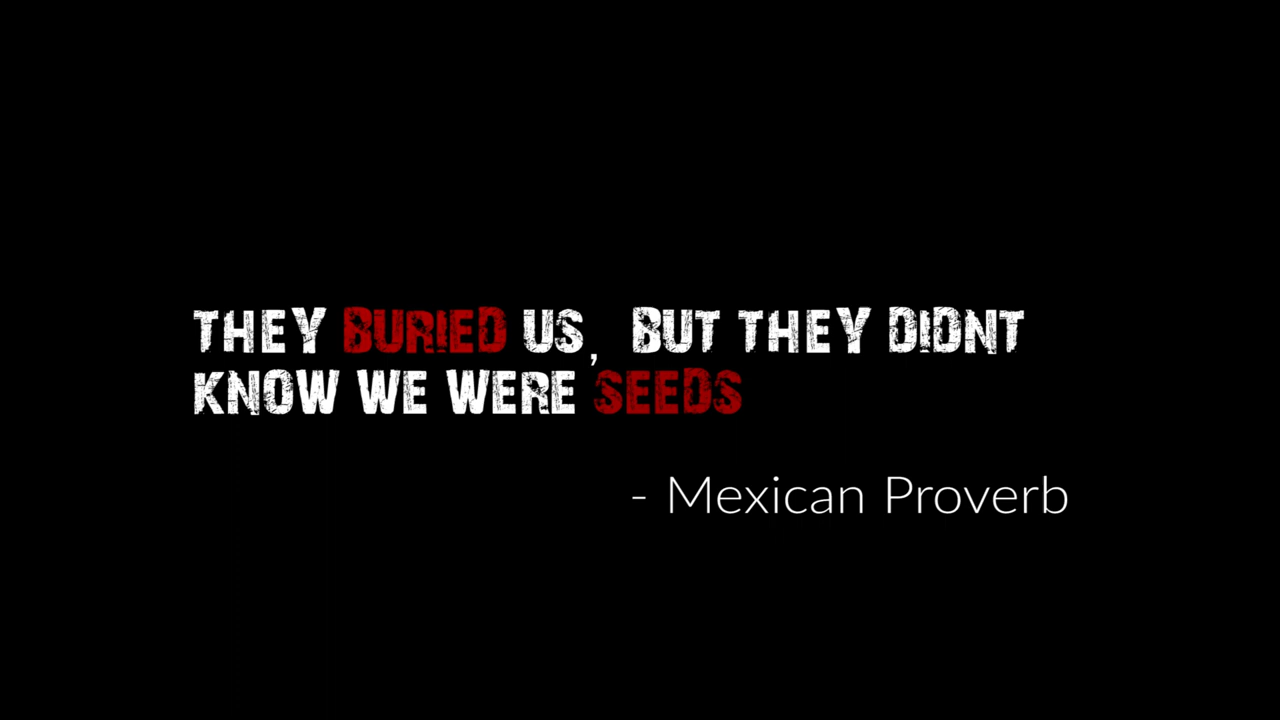 THEY BURIED US, BUT THEY DIDNT
KNOW WE WERE SEEDS
- Mexican Proverb